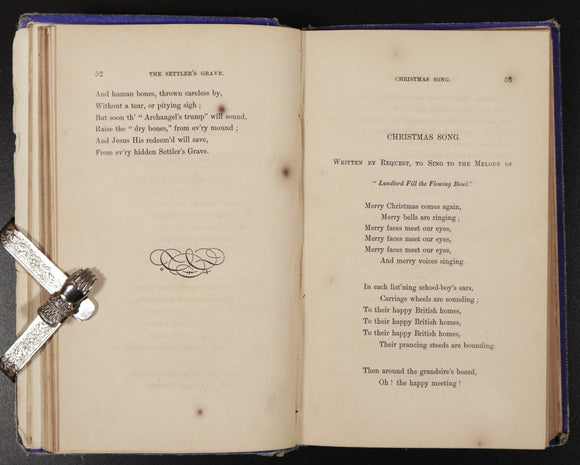 52 THE SETTLER'S GRAVE.
And human bones, thrown careless by,
Without a tear, or pitying sigh ;
But soon th' " Archangel's trump" will sound,
Raise the " dry bones," from ev'ry mound ;
And Jesus His redeem'd will save,
From ev'ry hidden Settler's Grave.
CHRISTMAS SONG. 53
CHRISTMAS SONG.
WRITTEN BY REQUEST, TO SING TO THE MELODY OF
" Landlord Fill the Flowing Bowl."
Merry Christmas comes again,
Merry bells are ringing ;
Merry faces meet our eyes,
Merry faces meet our eyes,
Merry faces meet our eyes,
And merry voices singing.
In each list'ning school-boy's ears,
Carriage wheels are sounding ;
To their happy British homes,
To their happy British homes,
To their happy British homes,
Their prancing steeds are bounding.
Then around the grandsire's board,
Oh ! the happy meeting !